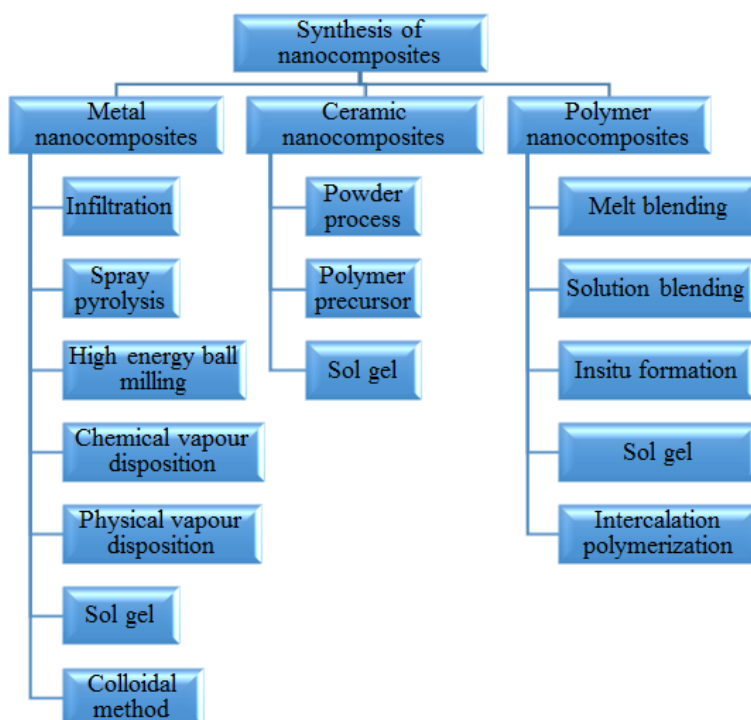 Synthesis of
nanocomposites
Metal
nanocomposites
Ceramic
nanocomposites
Polymer
nanocomposites
Infiltration
Spray
pyrolysis
High energy ball
milling
Chemical vapour
disposition
Physical vapour
disposition
Sol gel
Colloidal
method
Powder
process
Polymer
precursor
Sol gel
Melt blending
Solution blending
Insitu formation
Sol gel
Intercalation
polymerization